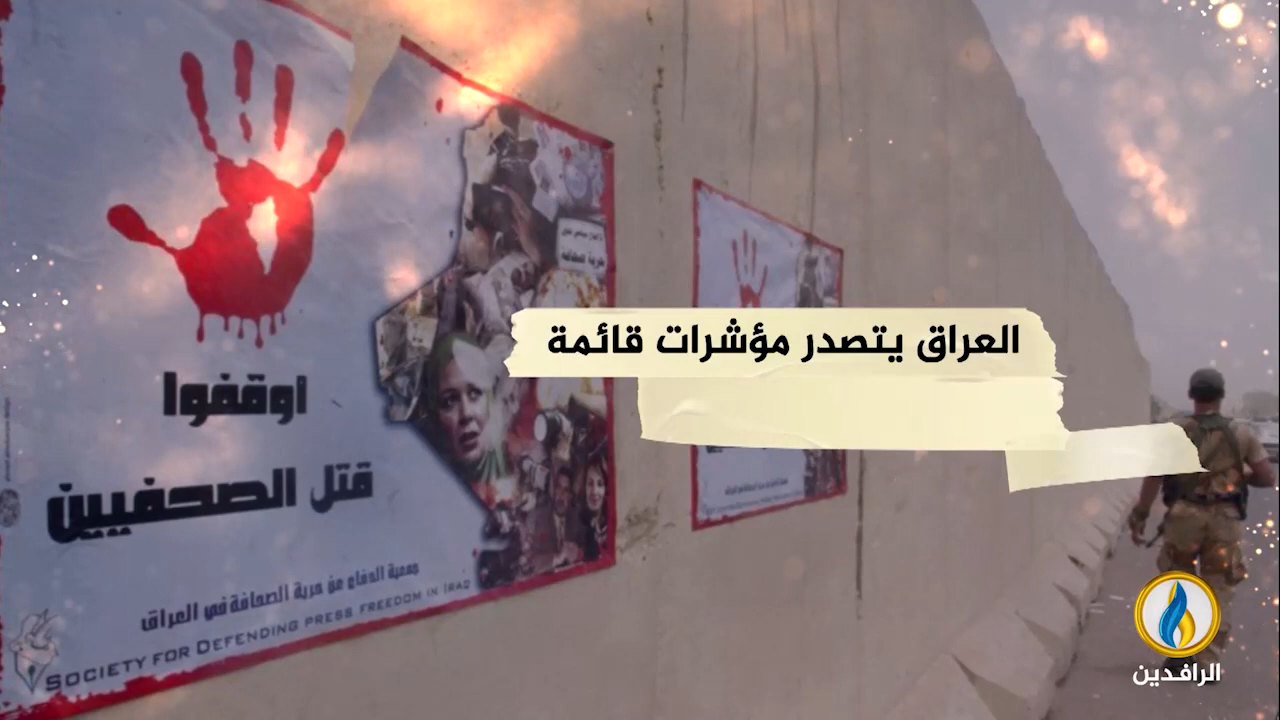 العراق يتصدر مؤشرات قائمة
اوقفوا
قتل الصحفيين
جمعية الدفاع عن حرية الصحافة في العراق
SOCIETY FOR DEFENDING PRESS FREEDOM IN IRAQ
الرافدين